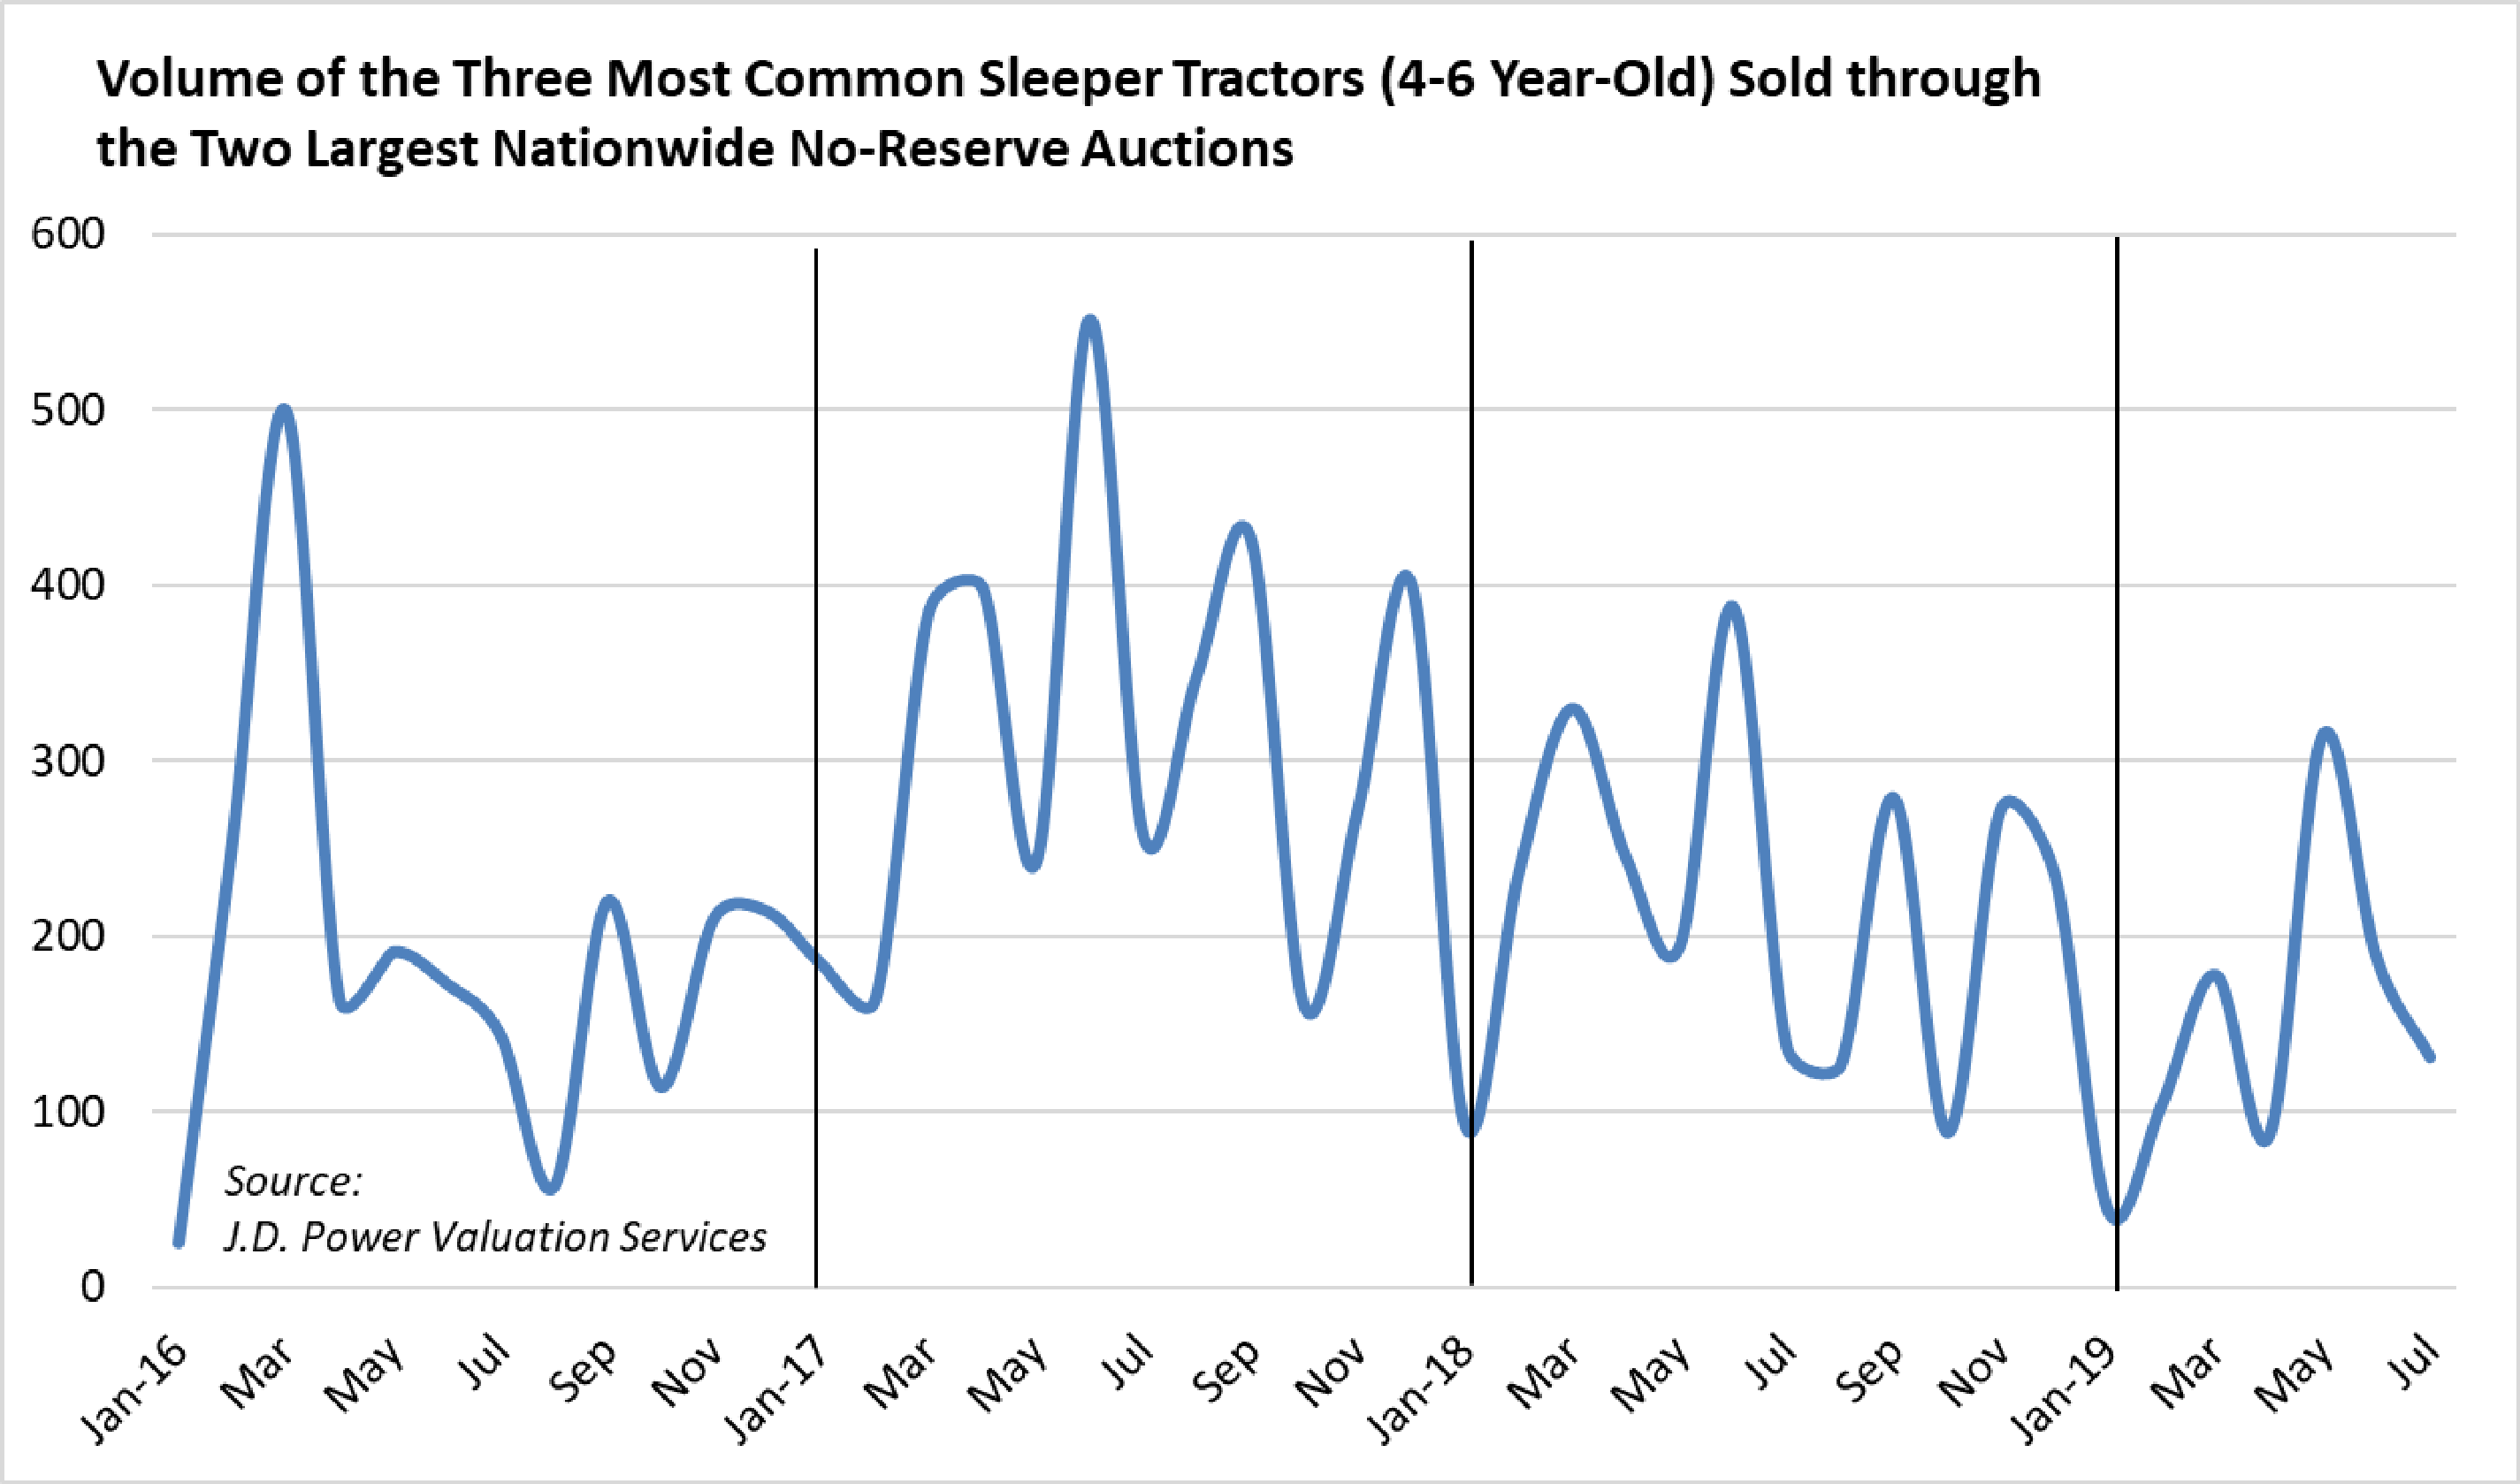 Volume of the Three Most Common Sleeper Tractors (4-6 Year-Old) Sold through
the Two Largest Nationwide No-Reserve Auctions
600
500
400
300
200
100
0
Source:
J.D. Power Valuation Services
Jan-16
Mar
May
Jul
Sep
Nov
Jan-17
Mar
May
Jul
Sep
Nov
Jan-18
Mar
May
Jul
Sep
Nov
Jan-19
Mar
May
Jul